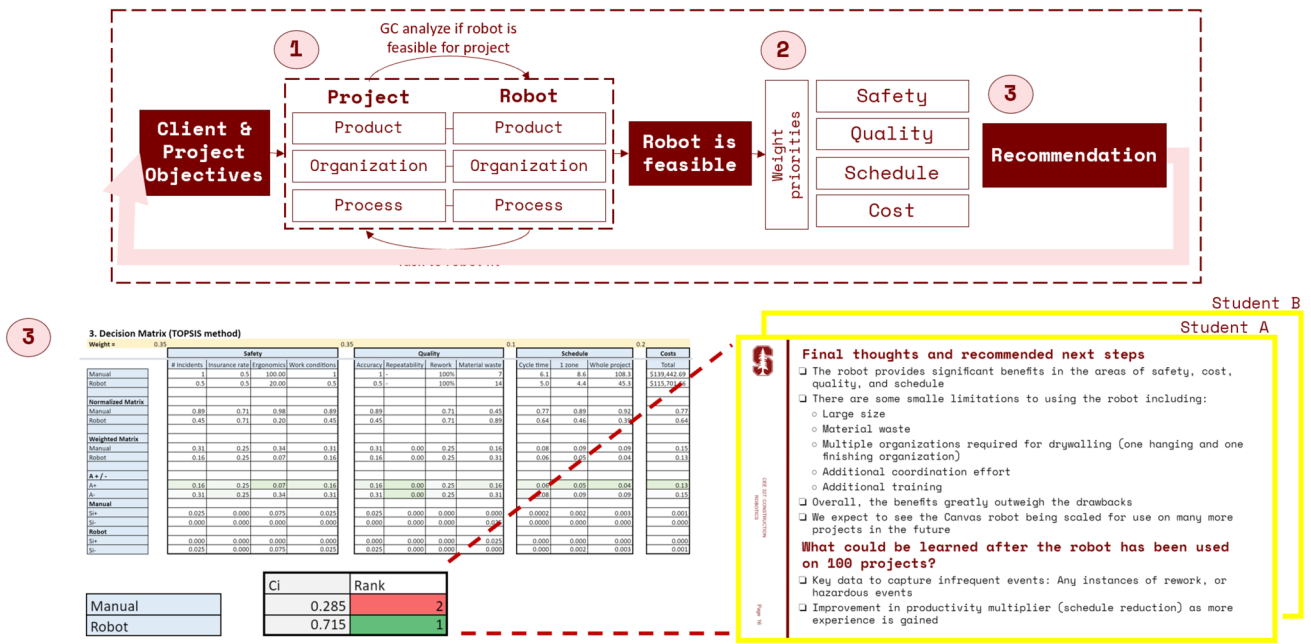 GC analyze if robot is
feasible for project
1
2
3
Project
Robot
Client &
Project
Objectives
Product
Product
Organization
Organization
Process
Process
Robot is
feasible
Weight
priorities
Safety
Quality
Schedule
Cost
Recommendation
3
3. Decision Matrix (TOPSIS method)
Weight = 0.35 0.35 0.1 0.2
Safety Quality Schedule Costs
# Incidents Insurance rate Ergonomics Work conditions Accuracy Repeatability Rework Material waste Cycle time 1 zone Whole project Total
Manual 1 0.5 100.00 1 1 - 100% 7 6.1 8.6 108.3 $139,442.69
Robot 0.5 0.5 20.00 0.5 0.5 - 100% 14 5.0 4.4 45.3
Normalized Matrix
Manual 0.89 0.71 0.98 0.89 0.89 0.71 0.45 0.77 0.89 0.92 0.77
Robot 0.45 0.71 0.20 0.45 0.45 0.71 0.89 0.64 0.46 0.64
Weighted Matrix
Manual 0.31 0.25 0.34 0.31 0.31 0.00 0.25 0.16 0.08 0.09 0.09 0.15
Robot 0.16 0.25 0.07 0.16 0.16 0.00 0.25 0.31 0.06 0.05 0.04 0.13
A + / -
A+ 0.16 0.25 0.07 0.16 0.16 0.00 0.25 0.16 0.06 0.05 0.04 0.13
A- 0.31 0.25 0.34 0.31 0.31 0.00 0.25 0.31 0.08 0.09 0.09 0.15
Manual
Si+ 0.025 0.000 0.075 0.025 0.025 0.000 0.000 0.000 0.0002 0.002 0.003 0.001
Si- 0.000 0.000 0.000 0.000 0.000 0.000 0.000 0.0000 0.000 0.000 0.000
Robot
Si+ 0.000 0.000 0.000 0.000 0.000 0.000 0.000 0.025 0.0000 0.000 0.000 0.000
Si- 0.025 0.000 0.075 0.025 0.025 0.000 0.000 0.000 0.0002 0.002 0.003 0.001
Ci Rank
Manual 0.285 2
Robot 0.715 1
Student B
Student A
Final thoughts and recommended next steps
The robot provides significant benefits in the areas of safety, cost,
quality, and schedule
There are some smalle limitations to using the robot including:
Large size
Material waste
Multiple organizations required for drywalling (one hanging and one
finishing organization)
Additional coordination effort
Additional training
Overall, the benefits greatly outweigh the drawbacks
We expect to see the Canvas robot being scaled for use on many more
projects in the future
What could be learned after the robot has been used
on 100 projects?
Key data to capture infrequent events: Any instances of rework, or
hazardous events
Improvement in productivity multiplier (schedule reduction) as more
experience is gained
CEE 327 CONSTRUCTION
ROBOTICS